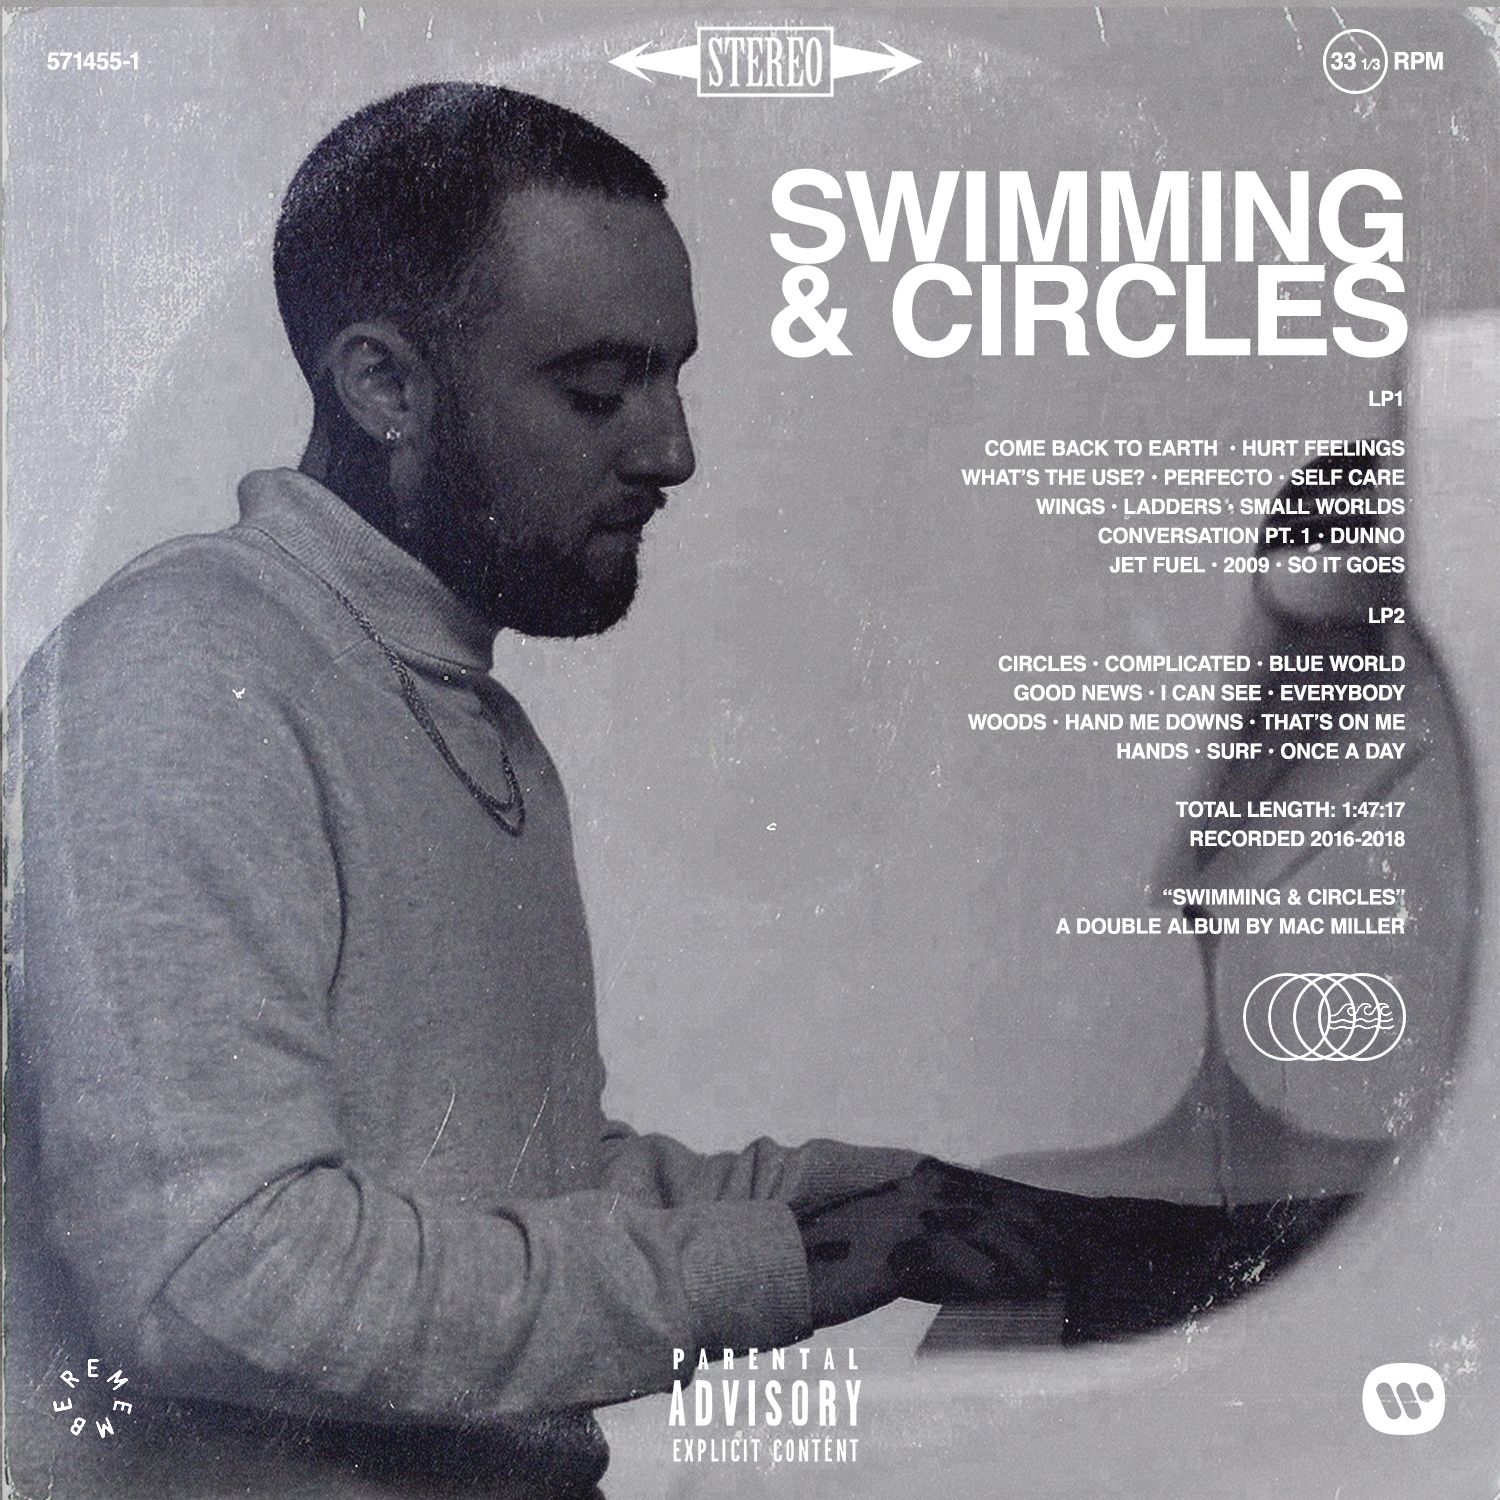 571455-1
STEREO
33 1/3 RPM
SWIMMING
& CIRCLES
LP1
COME BACK TO EARTH • HURT FEELINGS
WHAT'S THE USE? • PERFECTO • SELF CARE
WINGS • LADDERS • SMALL WORLDS
CONVERSATION PT. 1 • DUNNO
JET FUEL • 2009 • SO IT GOES
LP2
CIRCLES • COMPLICATED • BLUE WORLD
GOOD NEWS • I CAN SEE • EVERYBODY
WOODS • HAND ME DOWNS • THAT'S ON ME
HANDS • SURF • ONCE A DAY
TOTAL LENGTH: 1:47:17
RECORDED 2016-2018
“SWIMMING & CIRCLES”
A DOUBLE ALBUM BY MAC MILLER
REMEMBER
PARENTAL
ADVISORY
EXPLICIT CONTENT